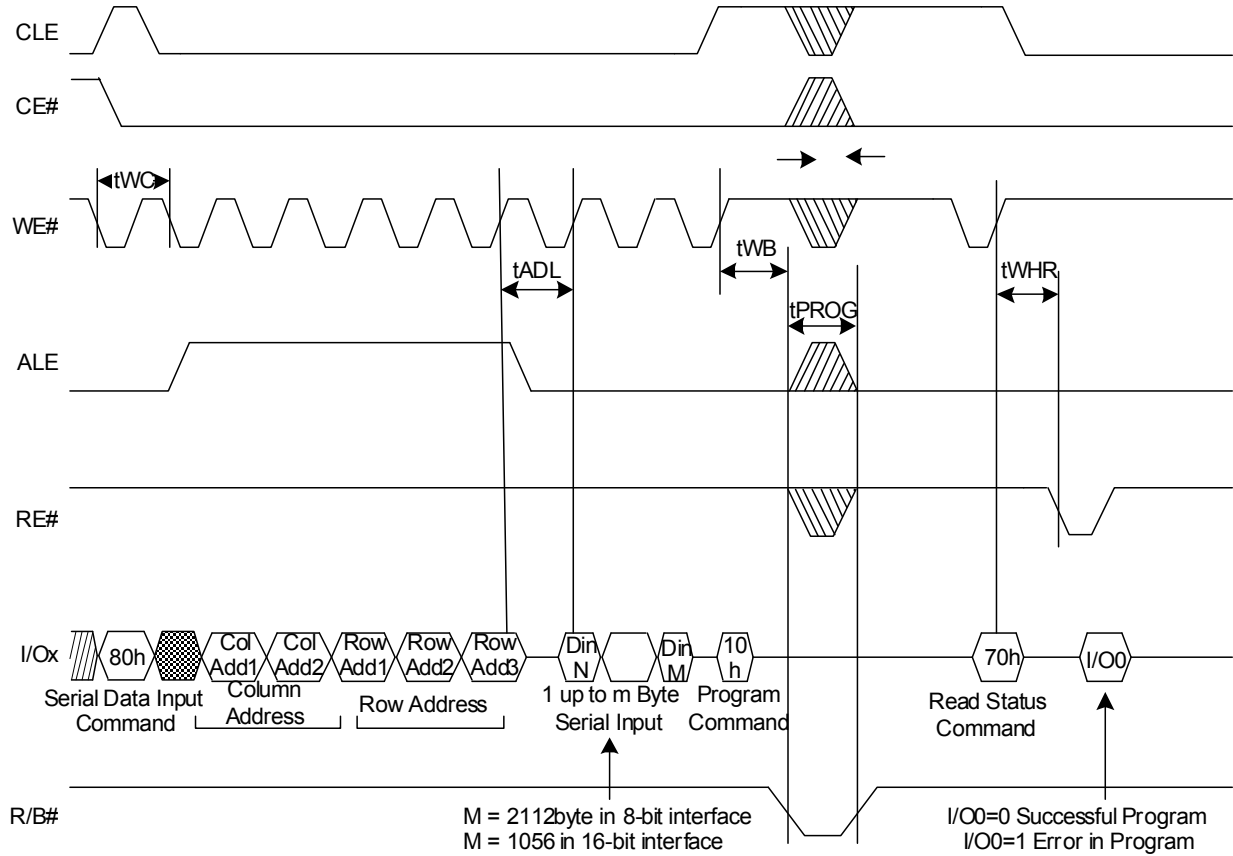 CLE
CE#
tWC
WE#
tWB
tADL
tWHR
tPROG
ALE
RE#
I/Ox
80h
Col
Add1
Col
Add2
Row
Add1
Row
Add2
Row
Add3
Din
N
Din
M
10
h
70h
I/O0
Serial Data Input
Command
Column
Address
Row Address
1 up to m Byte
Serial Input
Program
Command
Read Status
Command
R/B#
M = 2112byte in 8-bit interface
M = 1056 in 16-bit interface
I/O0=0 Successful Program
I/O0=1 Error in Program